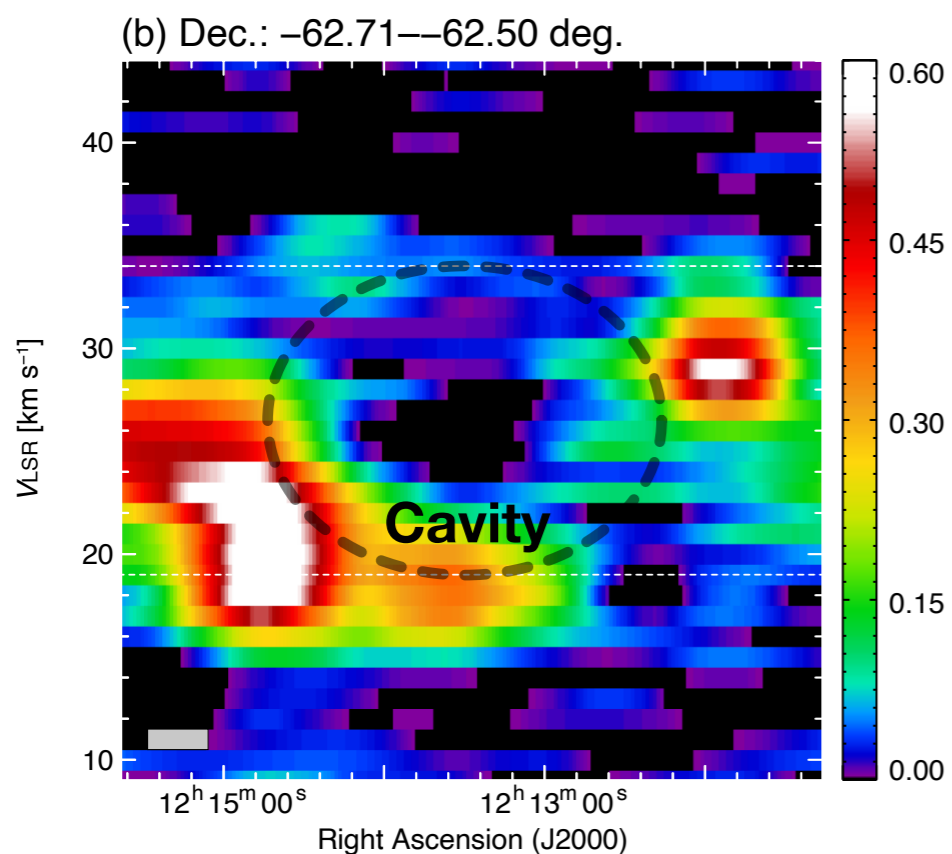 (b) Dec.: −62.71−−62.50 deg.
0.60
40
0.45
30
VLSR [km s⁻¹]
0.30
Cavity
20
0.15
10
0.00
12ʰ15ᵐ00ˢ
12ʰ13ᵐ00ˢ
Right Ascension (J2000)